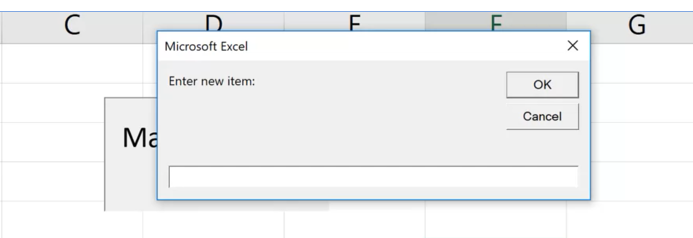 C D E F G
Microsoft Excel
Enter new item:
OK
Cancel
Ma